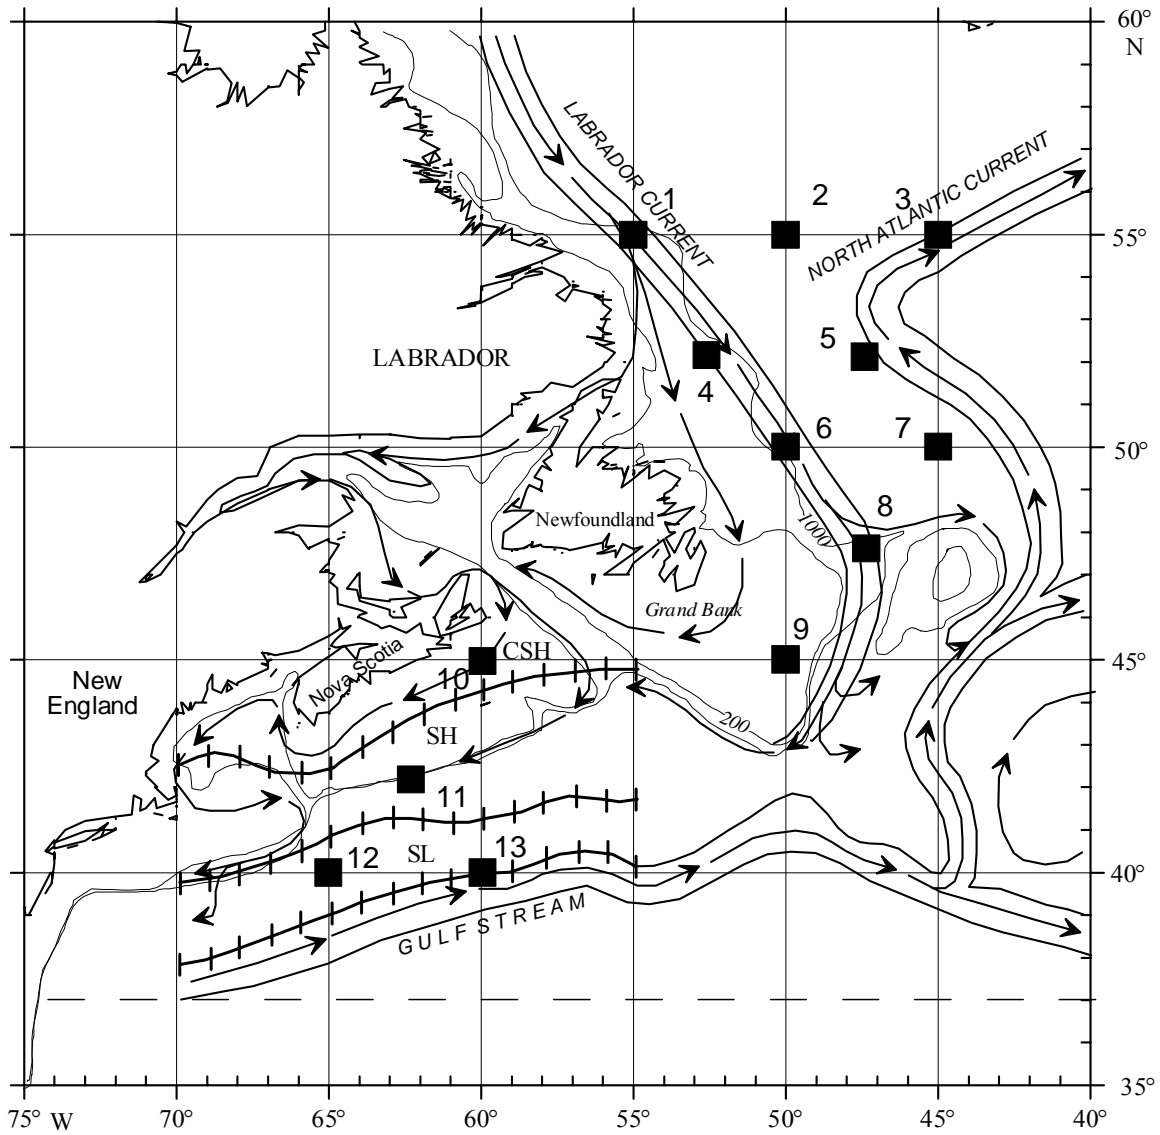 60°
N
LABRADOR CURRENT
NORTH ATLANTIC CURRENT
1
2
3
55°
LABRADOR
4
5
6
7
50°
Newfoundland
1000
8
Grand Bank
9
Nova Scotia
CSH
45°
New
England
10
SH
200
11
SL
12
13
40°
GULF STREAM
35°
75° W
70°
65°
60°
55°
50°
45°
40°